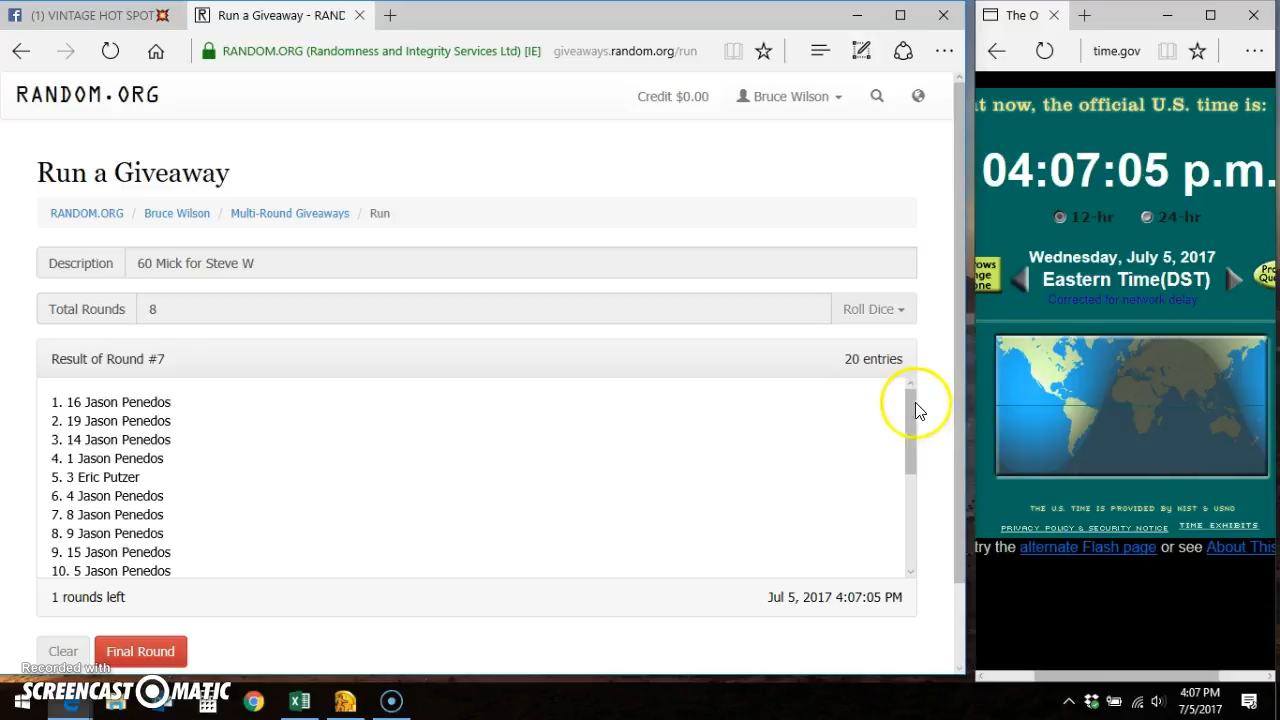 (1) VINTAGE HOT SPOT
Run a Giveaway - RAND
The O
RANDOM.ORG (Randomness and Integrity Services Ltd) [IE]
giveaways.random.org/run
time.gov
RANDOM.ORG
Credit $0.00
Bruce Wilson
t now, the official U.S. time is:
04:07:05 p.m.
12-hr
24-hr
Run a Giveaway
RANDOM.ORG / Bruce Wilson / Multi-Round Giveaways / Run
Wednesday, July 5, 2017
Eastern Time(DST)
Corrected for network delay
Description
60 Mick for Steve W
Total Rounds
8
Roll Dice
Result of Round #7
20 entries
1. 16 Jason Penedos
2. 19 Jason Penedos
3. 14 Jason Penedos
4. 1 Jason Penedos
5. 3 Eric Putzer
6. 4 Jason Penedos
7. 8 Jason Penedos
8. 9 Jason Penedos
9. 15 Jason Penedos
10. 5 Jason Penedos
THE U.S. TIME IS PROVIDED BY NIST & USNO
PRIVACY POLICY & SECURITY NOTICE
TIME EXHIBITS
try the alternate Flash page or see About This
1 rounds left
Jul 5, 2017 4:07:05 PM
Clear
Final Round
Recorded with
SCREENCAST O MATIC
4:07 PM
7/5/2017